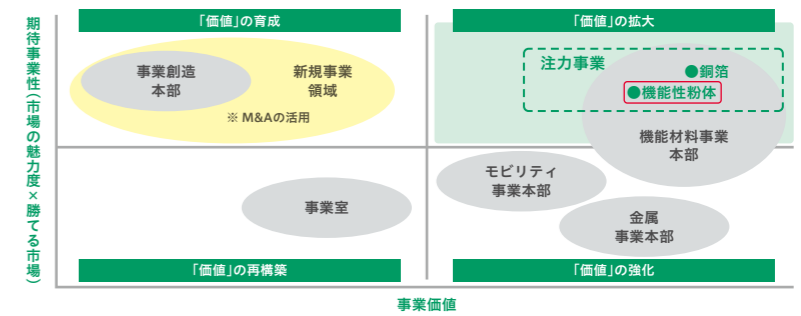 「価値」の育成
「価値」の拡大
期待事業性(市場の魅力度×勝てる市場)
事業創造
本部
新規事業
領域
※ M&Aの活用
注力事業
●銅箔
●機能性粉体
機能材料事業
本部
モビリティ
事業本部
事業室
金属
事業本部
「価値」の再構築
「価値」の強化
事業価値